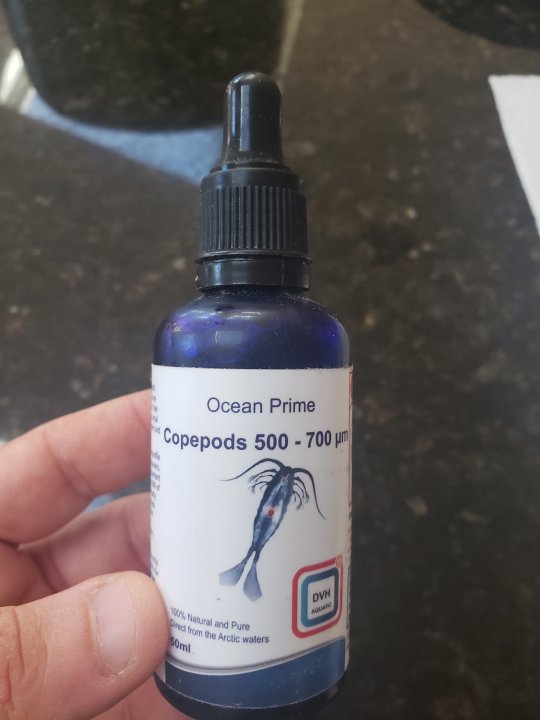 Ocean Prime
Copepods 500 - 700 µm
DVH
AQUATIC
100% Natural and Pure
Direct from the Arctic waters
50ml